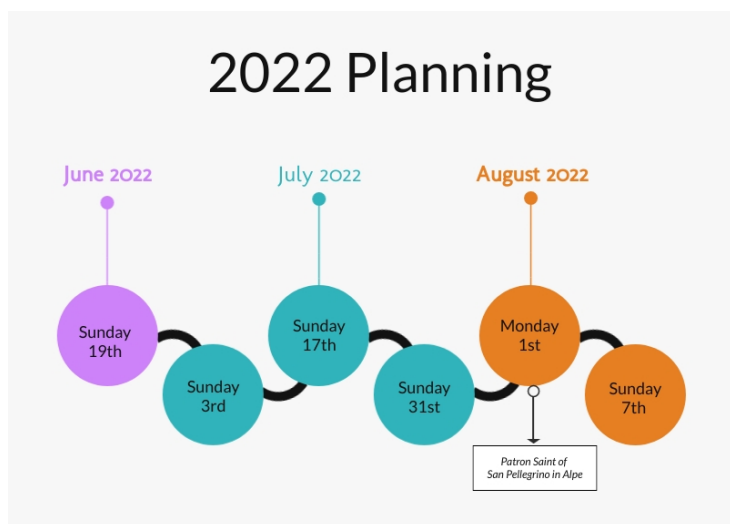 2022 Planning
June 2022
July 2022
August 2022
Sunday
19th
Sunday
3rd
Sunday
17th
Sunday
31st
Monday
1st
Sunday
7th
Patron Saint of
San Pellegrino in Alpe